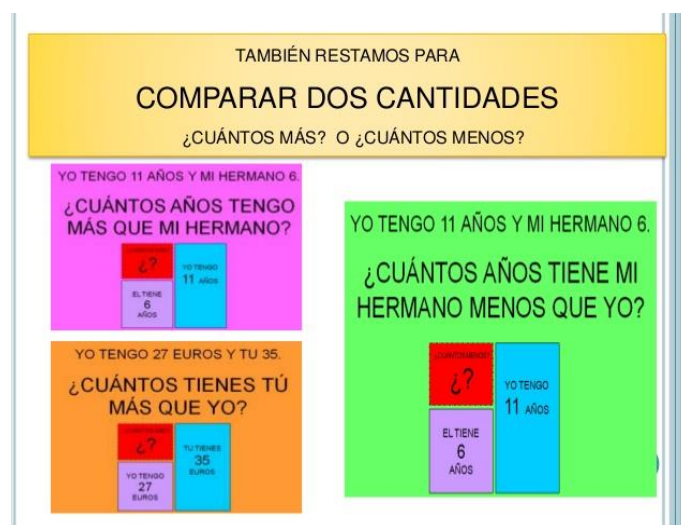 TAMBIÉN RESTAMOS PARA
COMPARAR DOS CANTIDADES
¿CUÁNTOS MÁS? O ¿CUÁNTOS MENOS?
YO TENGO 11 AÑOS Y MI HERMANO 6.
¿CUÁNTOS AÑOS TENGO
MÁS QUE MI HERMANO?
¿?
YO TENGO
11 AÑOS
EL TIENE
6
AÑOS
YO TENGO 27 EUROS Y TU 35.
¿CUÁNTOS TIENES TÚ
MÁS QUE YO?
¿?
TU TIENES
35
EUROS
YO TENGO
27
EUROS
YO TENGO 11 AÑOS Y MI HERMANO 6.
¿CUÁNTOS AÑOS TIENE MI
HERMANO MENOS QUE YO?
¿CUÁNTOS MENOS?
¿?
YO TENGO
11 AÑOS
EL TIENE
6
AÑOS